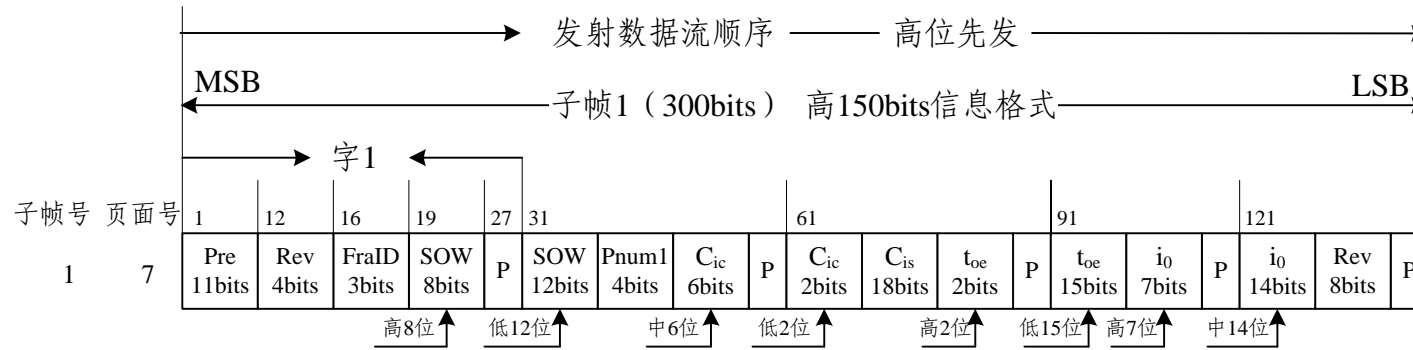 发射数据流顺序 高位先发
MSB LSB
子帧1（300bits） 高150bits信息格式
字1
子帧号 页面号 1 12 16 19 27 31 61 91 121
1 7 Pre Rev FraID SOW P SOW Pnum1 Cic P Cic Cis toe P toe i0 P i0 Rev P
11bits 4bits 3bits 8bits 12bits 4bits 6bits 2bits 18bits 2bits 15bits 7bits 14bits 8bits
高8位 低12位 中6位 低2位 高2位 低15位 高7位 中14位